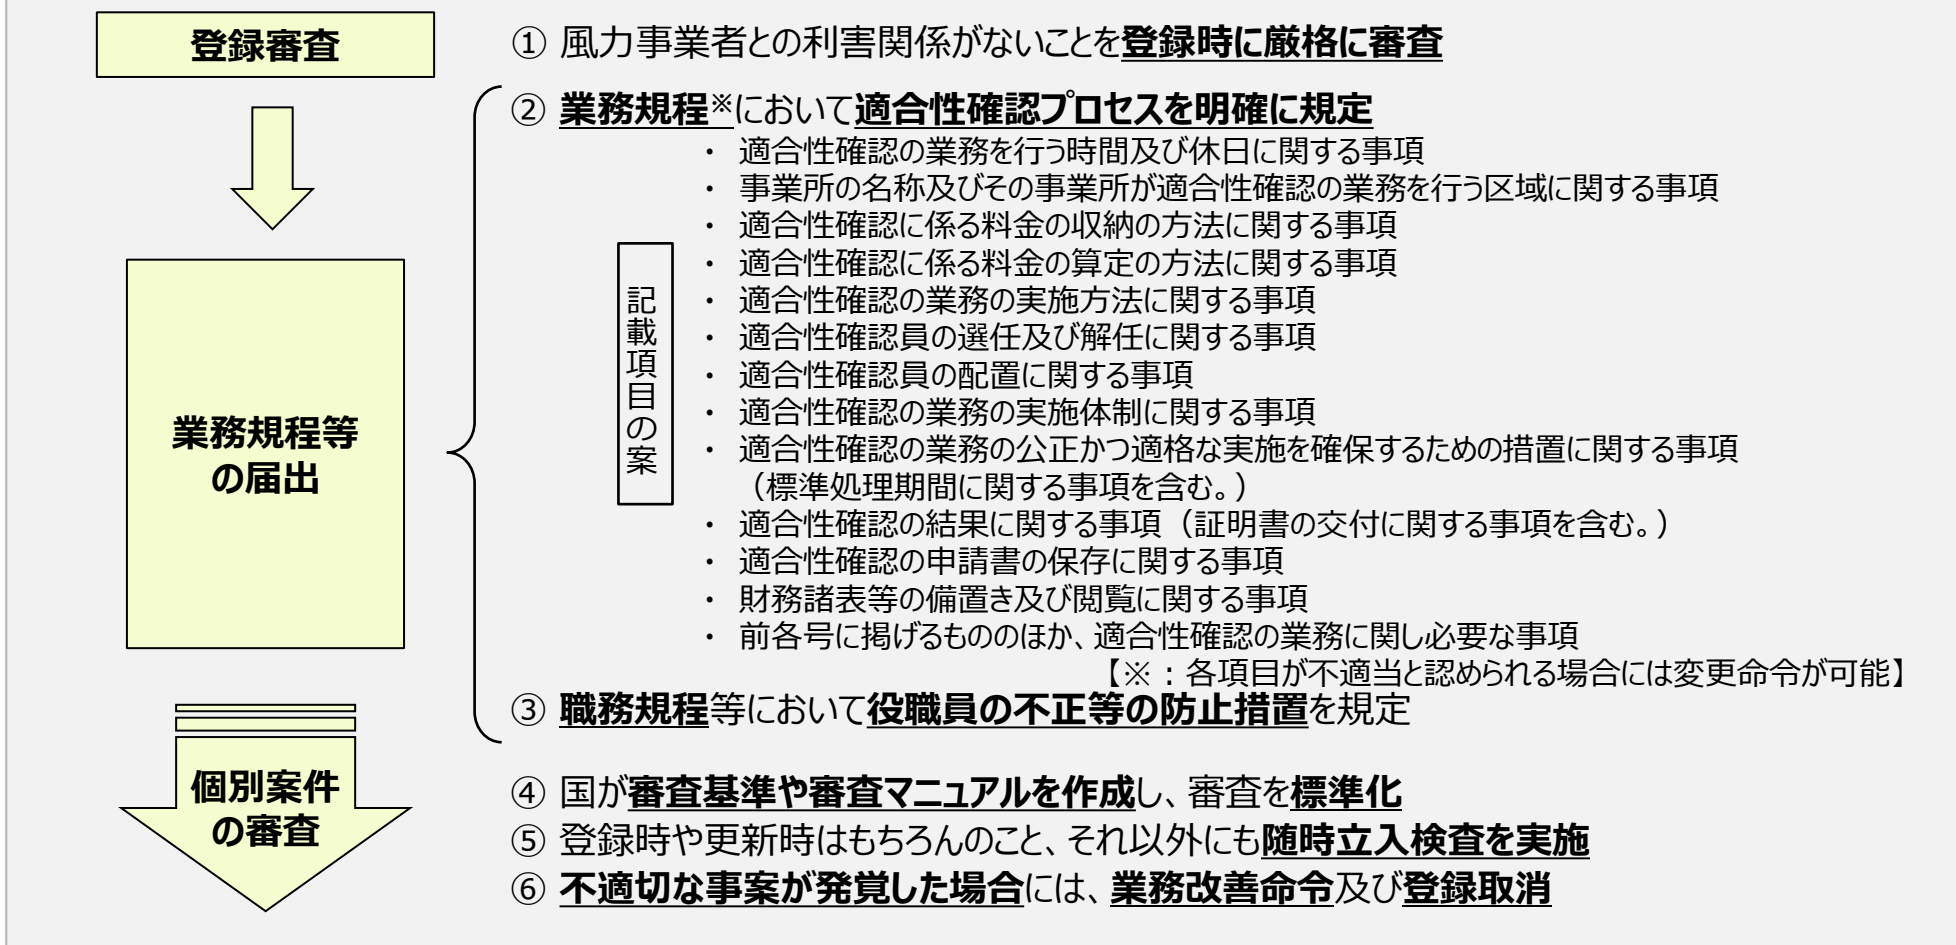 登録審査
① 風力事業者との利害関係がないことを登録時に厳格に審査
② 業務規程※において適合性確認プロセスを明確に規定
・ 適合性確認の業務を行う時間及び休日に関する事項
・ 事業所の名称及びその事業所が適合性確認の業務を行う区域に関する事項
・ 適合性確認に係る料金の収納の方法に関する事項
・ 適合性確認に係る料金の算定の方法に関する事項
・ 適合性確認の業務の実施方法に関する事項
・ 適合性確認員の選任及び解任に関する事項
・ 適合性確認員の配置に関する事項
・ 適合性確認の業務の実施体制に関する事項
・ 適合性確認の業務の公正かつ適格な実施を確保するための措置に関する事項
（標準処理期間に関する事項を含む。）
・ 適合性確認の結果に関する事項（証明書の交付に関する事項を含む。）
・ 適合性確認の申請書の保存に関する事項
・ 財務諸表等の備置き及び閲覧に関する事項
・ 前各号に掲げるもののほか、適合性確認の業務に関し必要な事項
【※：各項目が不適当と認められる場合には変更命令が可能】
記載項目の案
業務規程等
の届出
③ 職務規程等において役職員の不正等の防止措置を規定
個別案件
の審査
④ 国が審査基準や審査マニュアルを作成し、審査を標準化
⑤ 登録時や更新時はもちろんのこと、それ以外にも随時立入検査を実施
⑥ 不適切な事案が発覚した場合には、業務改善命令及び登録取消